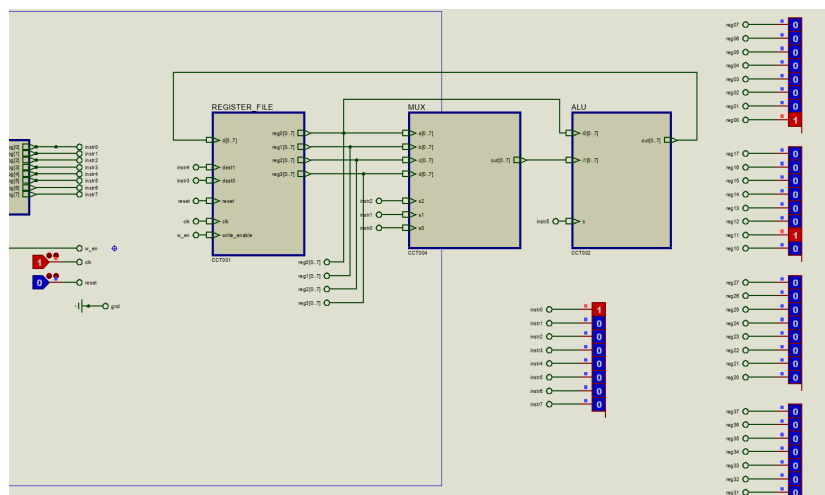 REGISTER_FILE
MUX
ALU
d[0..7]
dest1
dest0
reset
clk
write_enable
reg0[0..7]
reg1[0..7]
reg2[0..7]
reg3[0..7]
CCT001
instr4
instr3
reset
clk
w_en
a[0..7]
b[0..7]
c[0..7]
d[0..7]
s2
s1
s0
out[0..7]
CCT004
instr2
instr1
instr0
i0[0..7]
i1[0..7]
s
out[0..7]
CCT002
instr5
reg0[0..7]
reg1[0..7]
reg2[0..7]
reg3[0..7]
instr0
instr1
instr2
instr3
instr4
instr5
instr6
instr7
w_en
1 clk
0 reset
gnd
instr0 1
instr1 0
instr2 0
instr3 0
instr4 0
instr5 0
instr6 0
instr7 0
reg07 0
reg06 0
reg05 0
reg04 0
reg03 0
reg02 0
reg01 0
reg00 1
reg17 0
reg16 0
reg15 0
reg14 0
reg13 0
reg12 0
reg11 1
reg10 0
reg27 0
reg26 0
reg25 0
reg24 0
reg23 0
reg22 0
reg21 0
reg20 0
reg37 0
reg36 0
reg35 0
reg34 0
reg33 0
reg32 0
reg31 0